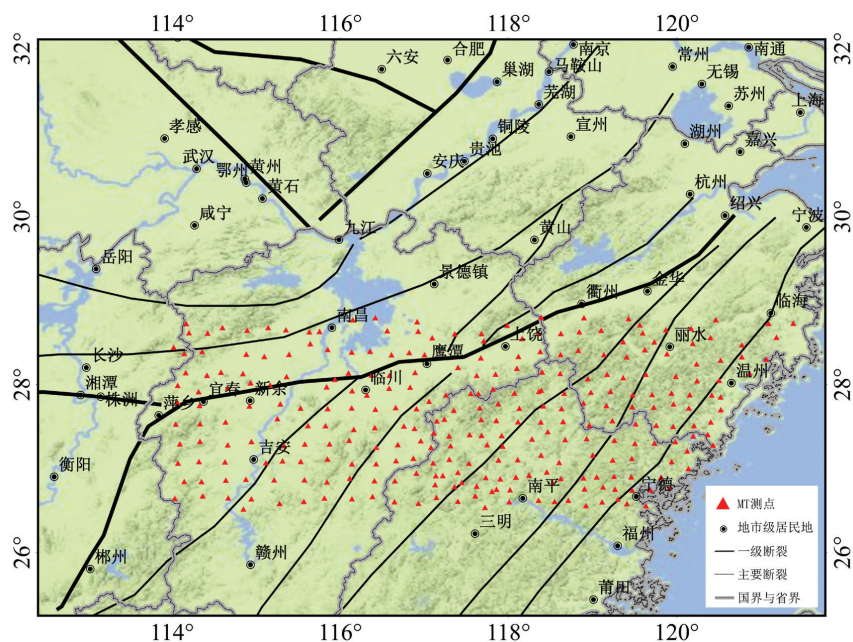 114° 116° 118° 120°
32° 32°
六安 合肥 南京 常州 南通
巢湖 马鞍山 无锡
芜湖 苏州 上海
孝感 铜陵 宣州 湖州 嘉兴
武汉 黄州 贵池
鄂州 安庆
黄石 杭州
30° 咸宁 九江 黄山 绍兴 宁波 30°
岳阳 景德镇 衢州 金华 临海
南昌 上饶 丽水
长沙 鹰潭
28° 湘潭 临川 温州 28°
株洲 萍乡 宜春 新余
衡阳 吉安
南平 宁德
三明
26° 郴州 赣州 福州 26°
莆田
MT测点
地市级居民地
一级断裂
主要断裂
国界与省界
114° 116° 118° 120°